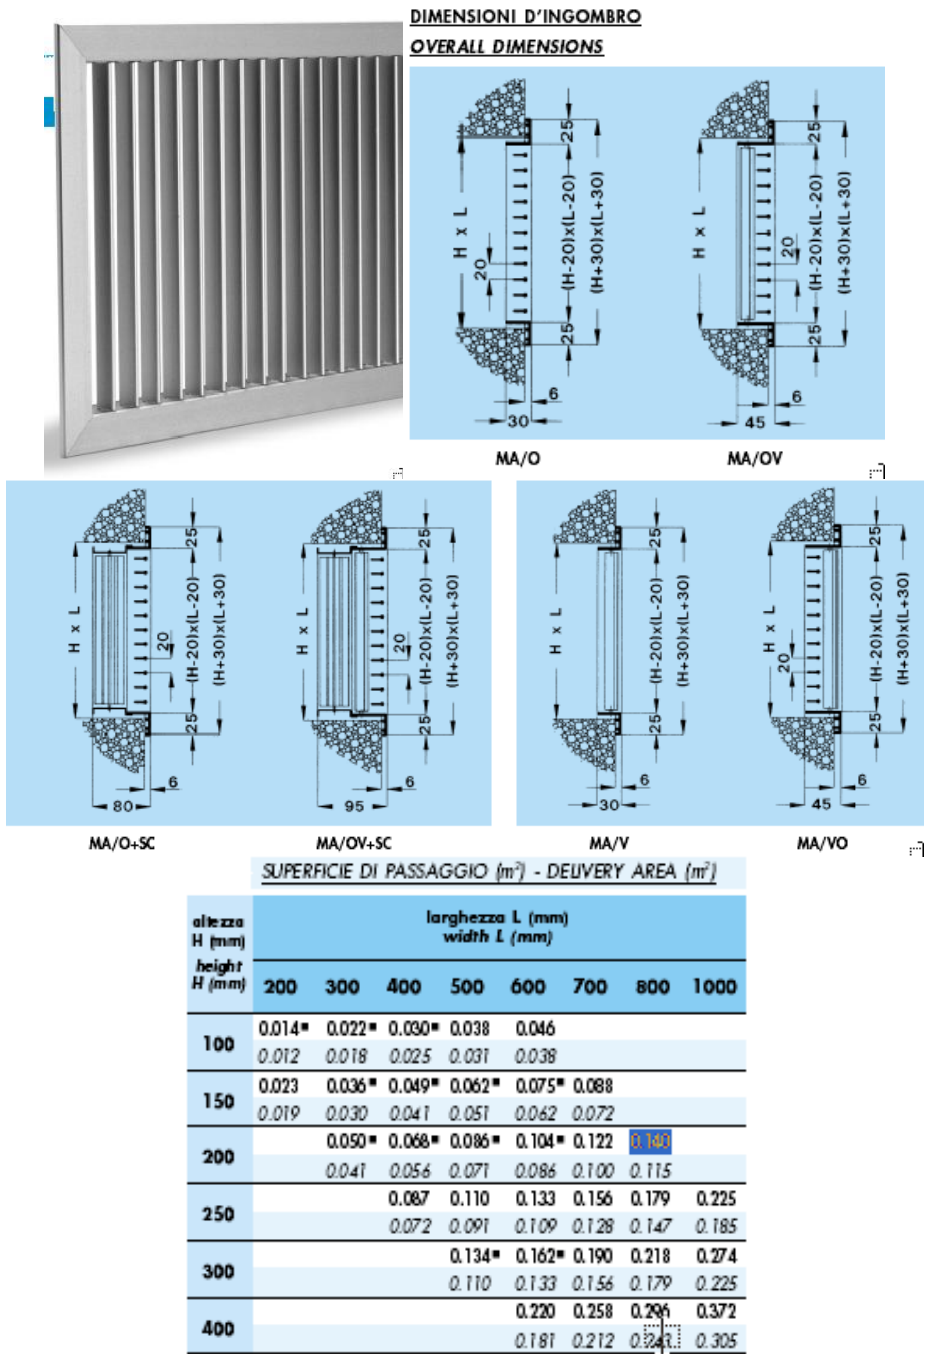 DIMENSIONI D'INGOMBRO
OVERALL DIMENSIONS
H x L
20
25
(H-20)x(L-20)
(H+30)x(L+30)
25
6
30
H x L
20
25
(H-20)x(L-20)
(H+30)x(L+30)
25
6
45
MA/O
MA/OV
H x L
20
25
(H-20)x(L-20)
(H+30)x(L+30)
25
6
80
H x L
20
25
(H-20)x(L-20)
(H+30)x(L+30)
25
6
95
H x L
25
(H-20)x(L-20)
(H+30)x(L+30)
25
6
30
H x L
20
25
(H-20)x(L-20)
(H+30)x(L+30)
25
6
45
MA/O+SC
MA/OV+SC
MA/V
MA/VO
SUPERFICIE DI PASSAGGIO (m²) - DELIVERY AREA (m²)
altezza
H (mm)
height
H (mm)
larghezza L (mm)
width L (mm)
200 300 400 500 600 700 800 1000
100
0.014▪ 0.022▪ 0.030▪ 0.038 0.046
0.012 0.018 0.025 0.031 0.038
150
0.023 0.036▪ 0.049▪ 0.062▪ 0.075▪ 0.088
0.019 0.030 0.041 0.051 0.062 0.072
200
0.050▪ 0.068▪ 0.086▪ 0.104▪ 0.122 0.140
0.041 0.056 0.071 0.086 0.100 0.115
250
0.087 0.110 0.133 0.156 0.179 0.225
0.072 0.091 0.109 0.128 0.147 0.185
300
0.134▪ 0.162▪ 0.190 0.218 0.274
0.110 0.133 0.156 0.179 0.225
400
0.220 0.258 0.296 0.372
0.181 0.212 0.305